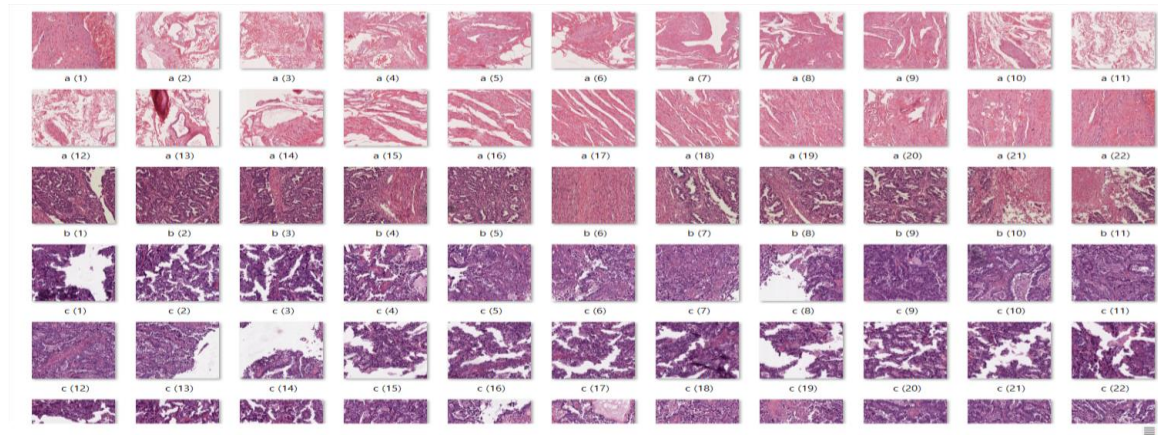 a (1) a (2) a (3) a (4) a (5) a (6) a (7) a (8) a (9) a (10) a (11)
a (12) a (13) a (14) a (15) a (16) a (17) a (18) a (19) a (20) a (21) a (22)
b (1) b (2) b (3) b (4) b (5) b (6) b (7) b (8) b (9) b (10) b (11)
c (1) c (2) c (3) c (4) c (5) c (6) c (7) c (8) c (9) c (10) c (11)
c (12) c (13) c (14) c (15) c (16) c (17) c (18) c (19) c (20) c (21) c (22)